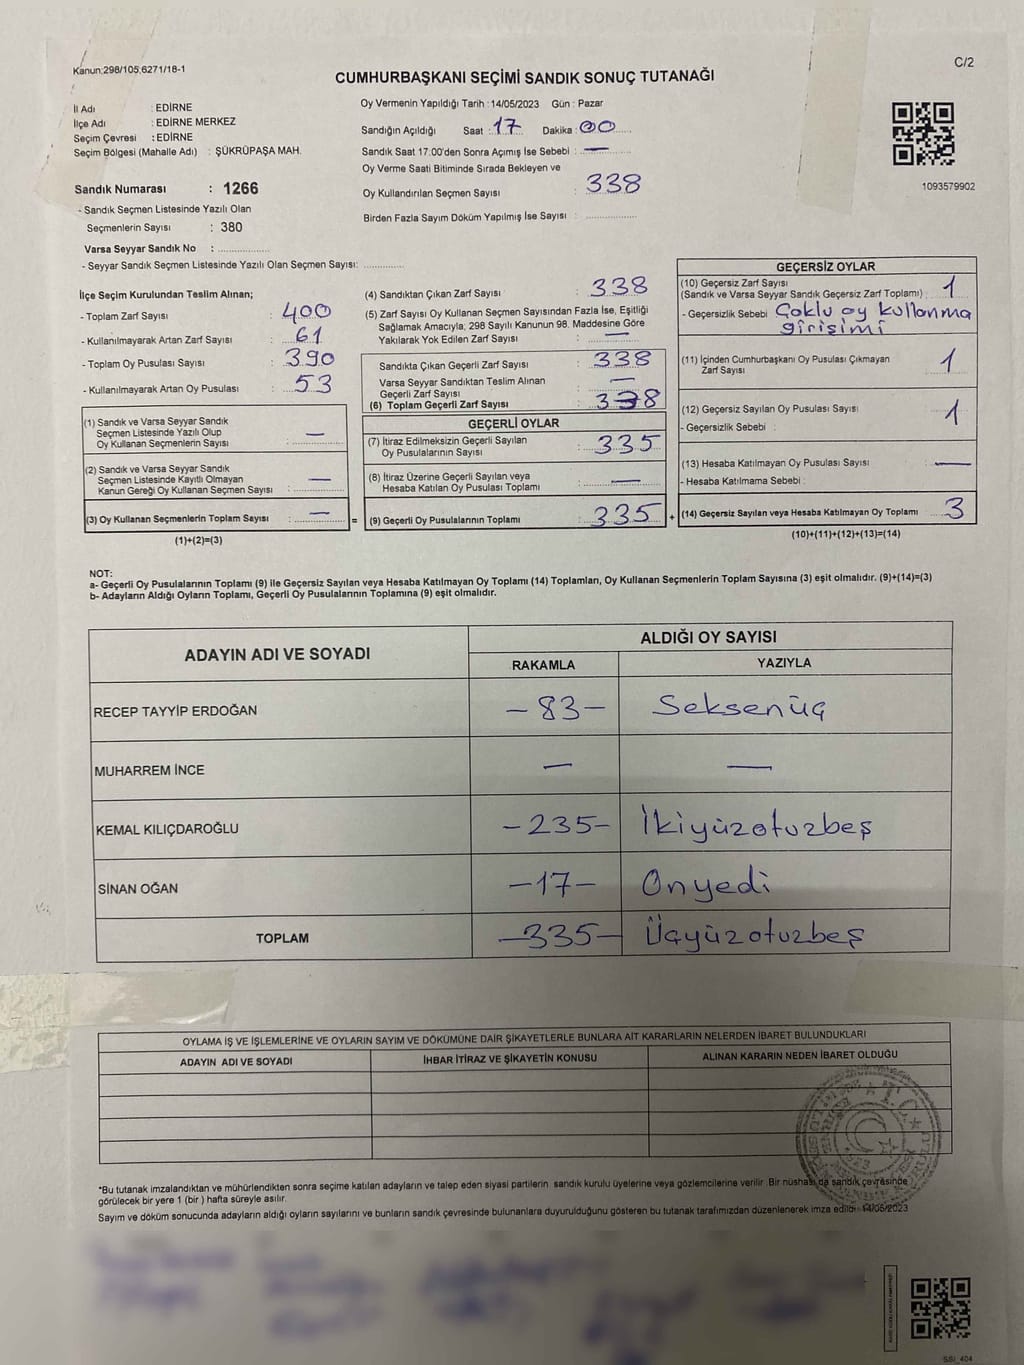 Kanun:298/105;6271/18-1
C/2
CUMHURBAŞKANI SEÇİMİ SANDIK SONUÇ TUTANAĞI
İl Adı : EDİRNE
İlçe Adı : EDİRNE MERKEZ
Seçim Çevresi : EDİRNE
Seçim Bölgesi (Mahalle Adı) : ŞÜKRÜPAŞA MAH.
Sandık Numarası : 1266
- Sandık Seçmen Listesinde Yazılı Olan
Seçmenlerin Sayısı : 380
Varsa Seyyar Sandık No : ...............
- Seyyar Sandık Seçmen Listesinde Yazılı Olan Seçmen Sayısı: ............
Oy Vermenin Yapıldığı Tarih : 14/05/2023 Gün : Pazar
Sandığın Açıldığı Saat : 17 Dakika : 00
Sandık Saat 17:00'den Sonra Açımış İse Sebebi : —
Oy Verme Saati Bitiminde Sırada Bekleyen ve
Oy Kullandırılan Seçmen Sayısı : 338
Birden Fazla Sayım Döküm Yapılmış İse Sayısı : ...............
1093579902
İlçe Seçim Kurulundan Teslim Alınan;
- Toplam Zarf Sayısı : 400
- Kullanılmayarak Artan Zarf Sayısı : 61
- Toplam Oy Pusulası Sayısı : 390
- Kullanılmayarak Artan Oy Pusulası : 53
(1) Sandık ve Varsa Seyyar Sandık
Seçmen Listesinde Yazılı Olup
Oy Kullanan Seçmenlerin Sayısı : —
(2) Sandık ve Varsa Seyyar Sandık
Seçmen Listesinde Kayıtlı Olmayan
Kanun Gereği Oy Kullanan Seçmen Sayısı : —
(3) Oy Kullanan Seçmenlerin Toplam Sayısı : — =
(1)+(2)=(3)
(4) Sandıktan Çıkan Zarf Sayısı : 338
(5) Zarf Sayısı Oy Kullanan Seçmen Sayısından Fazla İse, Eşitliği
Sağlamak Amacıyla, 298 Sayılı Kanunun 98. Maddesine Göre
Yakılarak Yok Edilen Zarf Sayısı : —
Sandıkta Çıkan Geçerli Zarf Sayısı : 338
Varsa Seyyar Sandıktan Teslim Alınan
Geçerli Zarf Sayısı : —
(6) Toplam Geçerli Zarf Sayısı : 338
GEÇERLİ OYLAR
(7) İtiraz Edilmeksizin Geçerli Sayılan
Oy Pusulalarının Sayısı : 335
(8) İtiraz Üzerine Geçerli Sayılan veya
Hesaba Katılan Oy Pusulası Toplamı : —
(9) Geçerli Oy Pusulalarının Toplamı : 335 +
GEÇERSİZ OYLAR
(10) Geçersiz Zarf Sayısı
(Sandık ve Varsa Seyyar Sandık Geçersiz Zarf Toplamı) : 1
- Geçersizlik Sebebi : Çoklu oy kullanma
girişimi
(11) İçinden Cumhurbaşkanı Oy Pusulası Çıkmayan
Zarf Sayısı 1
(12) Geçersiz Sayılan Oy Pusulası Sayısı 1
- Geçersizlik Sebebi :
(13) Hesaba Katılmayan Oy Pusulası Sayısı —
- Hesaba Katılmama Sebebi :
(14) Geçersiz Sayılan veya Hesaba Katılmayan Oy Toplamı 3
(10)+(11)+(12)+(13)=(14)
NOT:
a- Geçerli Oy Pusulalarının Toplamı (9) ile Geçersiz Sayılan veya Hesaba Katılmayan Oy Toplamı (14) Toplamları, Oy Kullanan Seçmenlerin Toplam Sayısına (3) eşit olmalıdır. (9)+(14)=(3)
b- Adayların Aldığı Oyların Toplamı, Geçerli Oy Pusulalarının Toplamına (9) eşit olmalıdır.
ADAYIN ADI VE SOYADI
ALDIĞI OY SAYISI
RAKAMLA YAZIYLA
RECEP TAYYİP ERDOĞAN -83- Seksenüç
MUHARREM İNCE — —
KEMAL KILIÇDAROĞLU -235- İkiyüzotuzbeş
SİNAN OĞAN -17- Onyedi
TOPLAM -335- Üçyüzotuzbeş
OYLAMA İŞ VE İŞLEMLERİNE VE OYLARIN SAYIM VE DÖKÜMÜNE DAİR ŞİKAYETLERLE BUNLARA AİT KARARLARIN NELERDEN İBARET BULUNDUKLARI
ADAYIN ADI VE SOYADI İHBAR İTİRAZ VE ŞİKAYETİN KONUSU ALINAN KARARIN NEDEN İBARET OLDUĞU
*Bu tutanak imzalandıktan ve mühürlendikten sonra seçime katılan adayların ve talep eden siyasi partilerin sandık kurulu üyelerine veya gözlemcilerine verilir. Bir nüshası da sandık çevresinde
görülecek bir yere 1 (bir ) hafta süreyle asılır.
Sayım ve döküm sonucunda adayların aldığı oyların sayılarını ve bunların sandık çevresinde bulunanlara duyurulduğunu gösteren bu tutanak tarafımızdan düzenlenerek imza edildi. 14/05/2023
T.C.
SSI_404